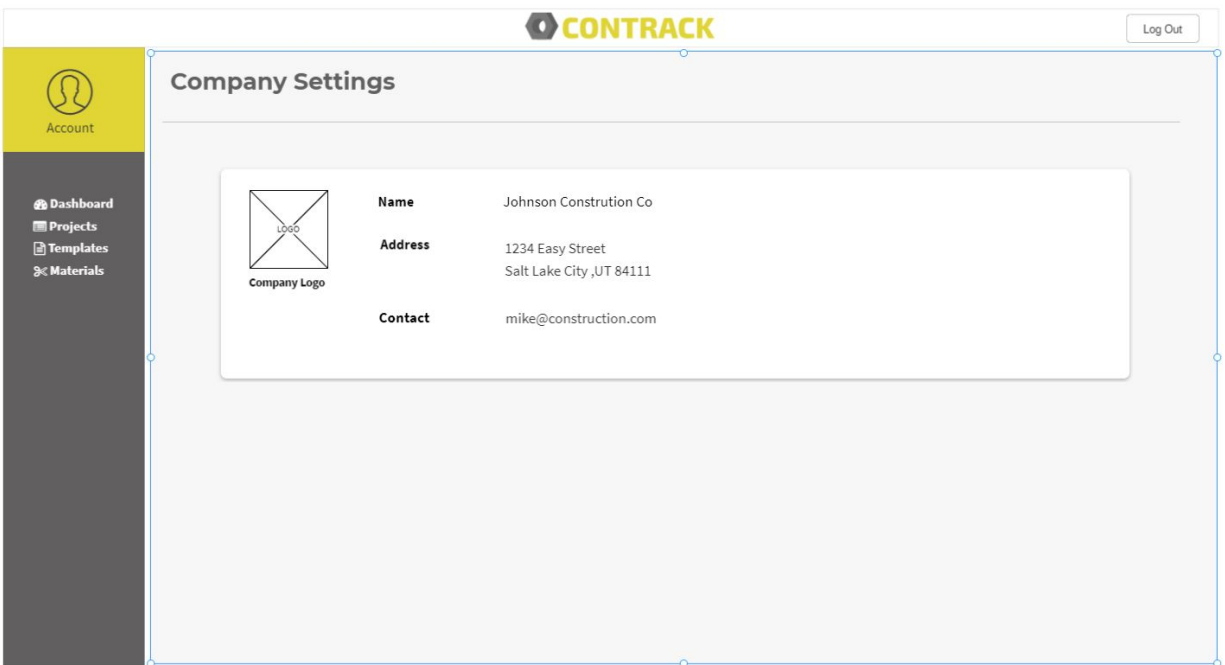 CONTRACK
Log Out
Account
Dashboard
Projects
Templates
Materials
Company Settings
LOGO
Company Logo
Name Johnson Constrution Co
Address 1234 Easy Street
Salt Lake City ,UT 84111
Contact mike@construction.com